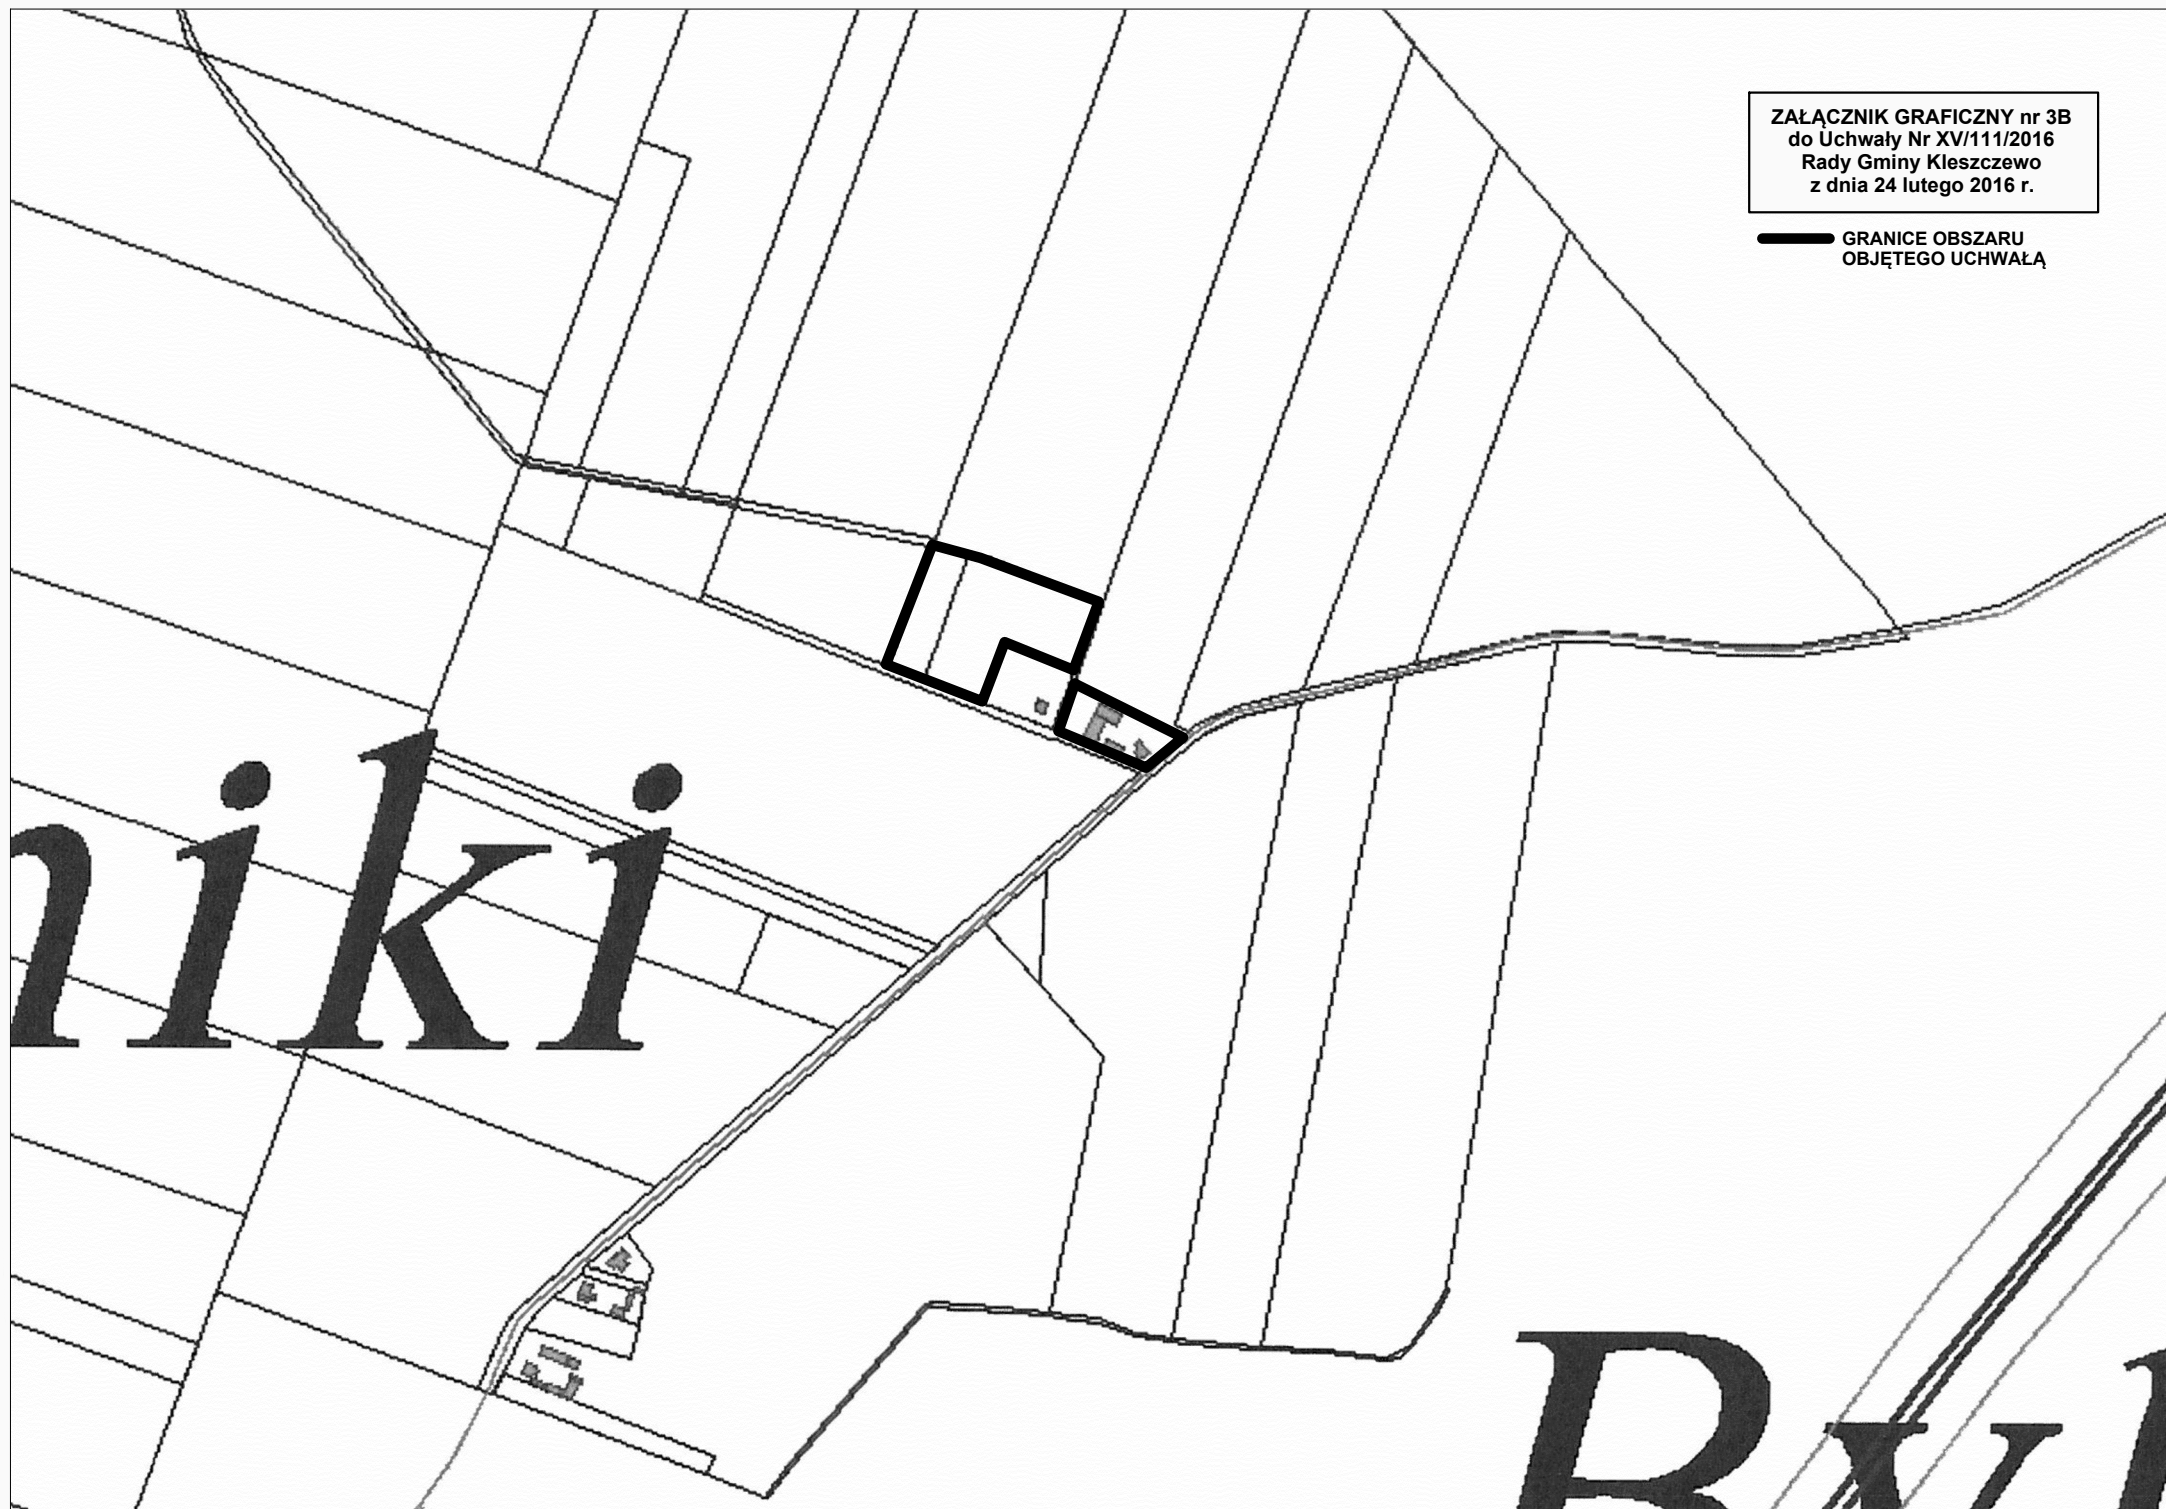 ZAŁĄCZNIK GRAFICZNY nr 3B
do Uchwały Nr XV/111/2016
Rady Gminy Kleszczewo
z dnia 24 lutego 2016 r.
GRANICE OBSZARU
OBJĘTEGO UCHWAŁĄ
niki